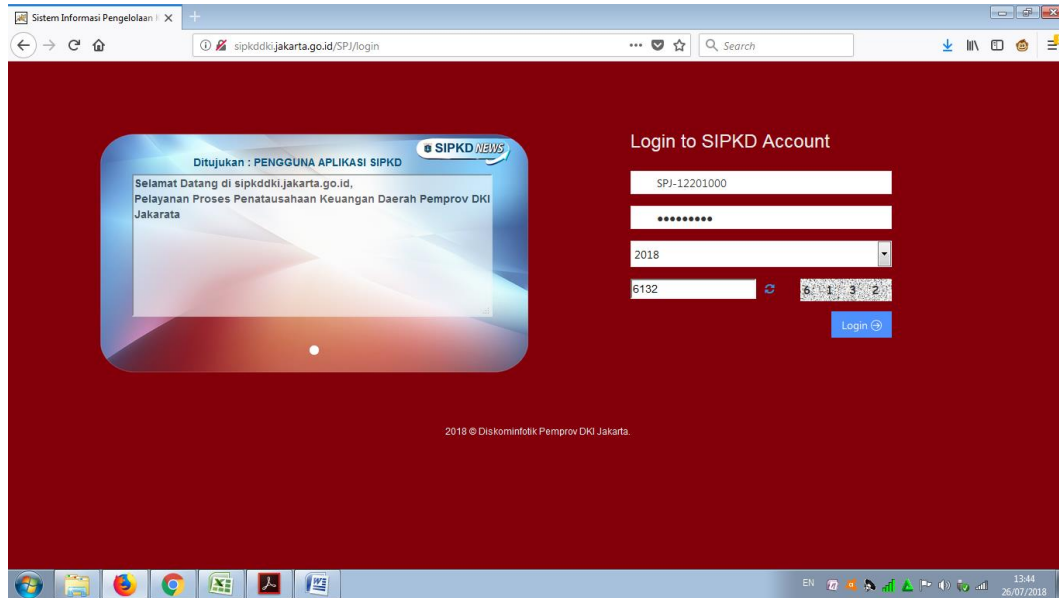 Sistem Informasi Pengelolaan
sipkddki.jakarta.go.id/SPJ/login
Search
SIPKD NEWS
Ditujukan : PENGGUNA APLIKASI SIPKD
Selamat Datang di sipkddki.jakarta.go.id,
Pelayanan Proses Penatausahaan Keuangan Daerah Pemprov DKI
Jakarata
Login to SIPKD Account
SPJ-12201000
2018
6132
6 1 3 2
Login
2018 © Diskominfotik Pemprov DKI Jakarta.
EN
13:44
26/07/2018